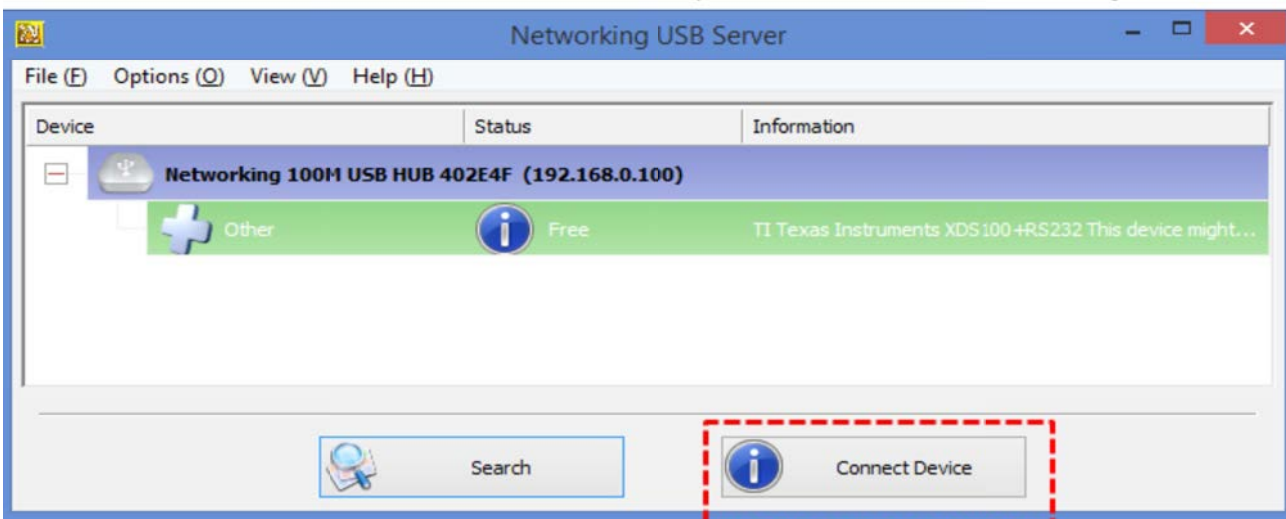 Networking USB Server
File (F) Options (O) View (V) Help (H)
Device Status Information
Networking 100M USB HUB 402E4F (192.168.0.100)
Other Free TI Texas Instruments XDS100+RS232 This device might...
Search Connect Device